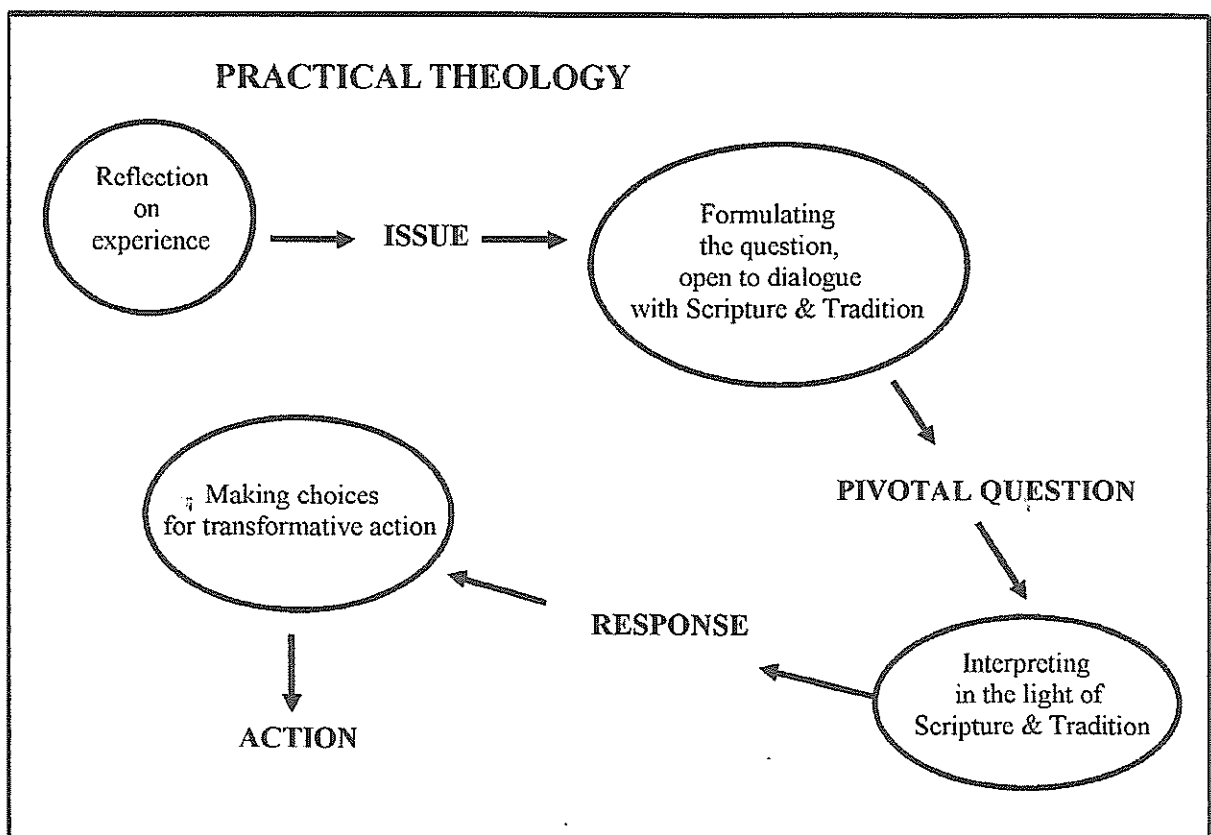 PRACTICAL THEOLOGY
Reflection
on
experience
ISSUE
Formulating
the question,
open to dialogue
with Scripture & Tradition
PIVOTAL QUESTION
Interpreting
in the light of
Scripture & Tradition
RESPONSE
Making choices
for transformative action
ACTION